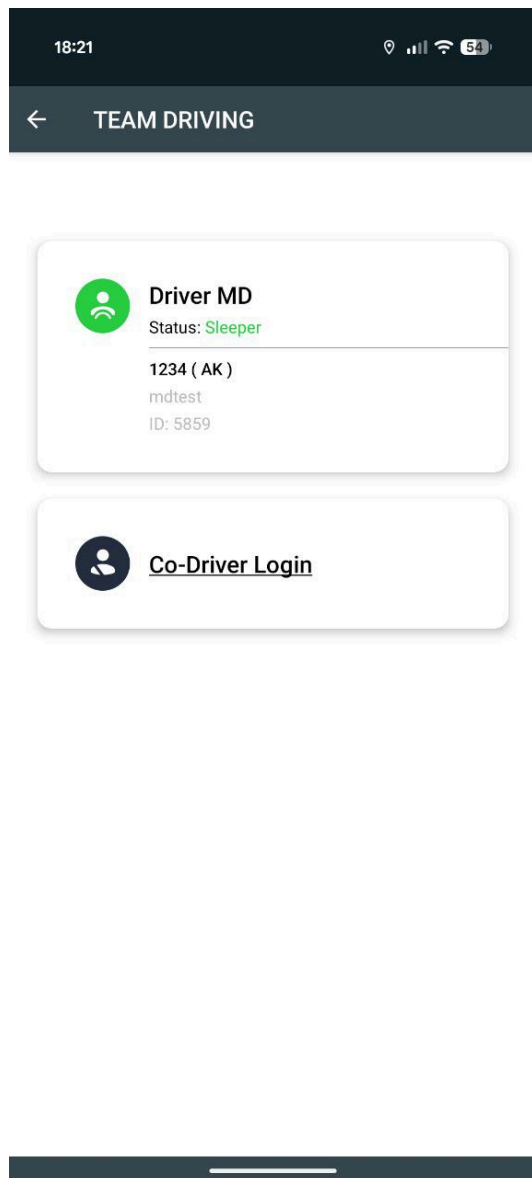 18:21
54
TEAM DRIVING
Driver MD
Status: Sleeper
1234 ( AK )
mdtest
ID: 5859
Co-Driver Login